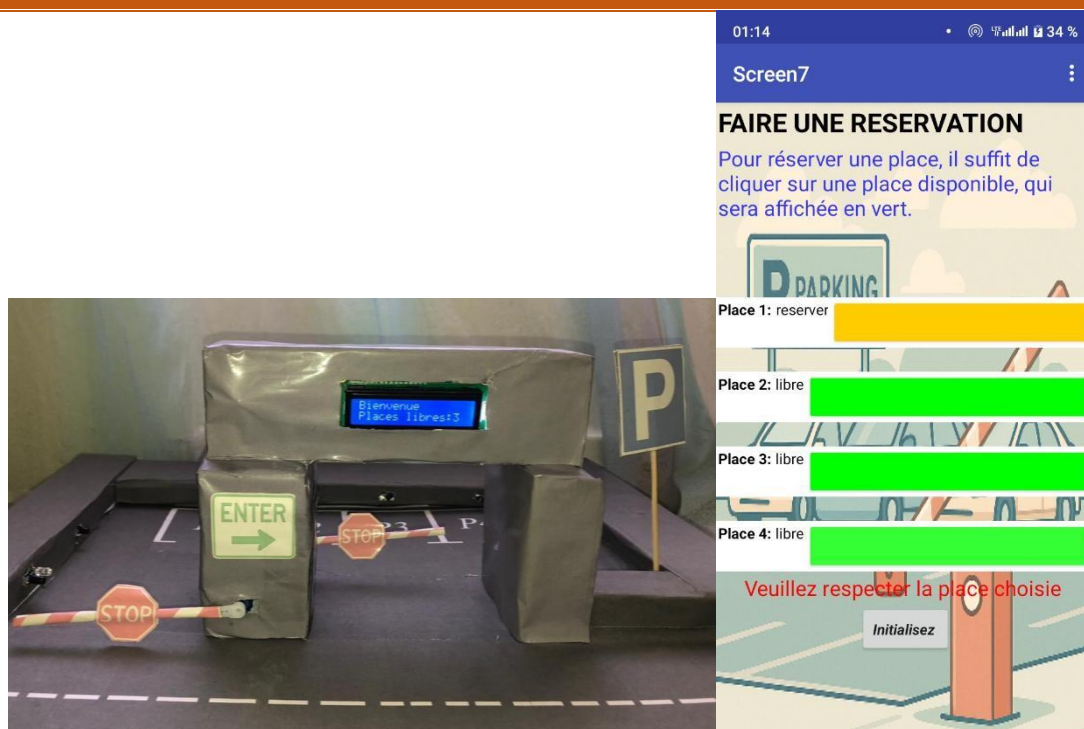 Bienvenue
Places libres:3
P
ENTER
STOP
STOP
P3
P4
01:14
34 %
Screen7
FAIRE UNE RESERVATION
Pour réserver une place, il suffit de
cliquer sur une place disponible, qui
sera affichée en vert.
P PARKING
Place 1: reserver
Place 2: libre
Place 3: libre
Place 4: libre
Veuillez respecter la place choisie
Initialisez